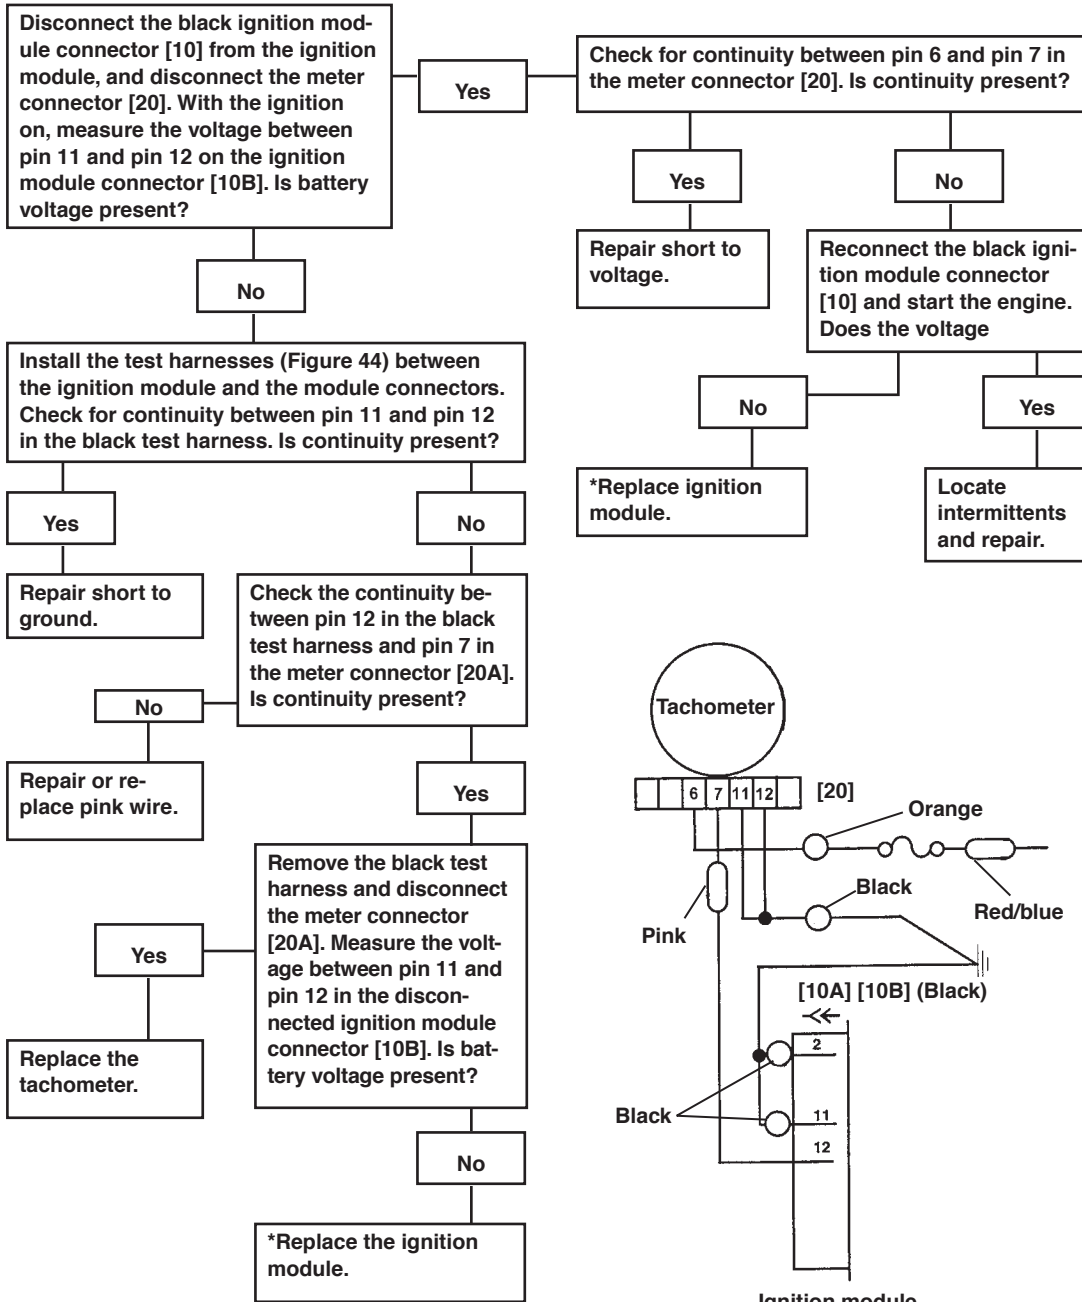 Disconnect the black ignition mod-
ule connector [10] from the ignition
module, and disconnect the meter
connector [20]. With the ignition
on, measure the voltage between
pin 11 and pin 12 on the ignition
module connector [10B]. Is battery
voltage present?
Yes
Check for continuity between pin 6 and pin 7 in
the meter connector [20]. Is continuity present?
Yes
No
Repair short to
voltage.
Reconnect the black igni-
tion module connector
[10] and start the engine.
Does the voltage
No
Yes
*Replace ignition
module.
Locate
intermittents
and repair.
No
Install the test harnesses (Figure 44) between
the ignition module and the module connectors.
Check for continuity between pin 11 and pin 12
in the black test harness. Is continuity present?
Yes
No
Repair short to
ground.
Check the continuity be-
tween pin 12 in the black
test harness and pin 7 in
the meter connector [20A].
Is continuity present?
No
Repair or re-
place pink wire.
Yes
Remove the black test
harness and disconnect
the meter connector
[20A]. Measure the volt-
age between pin 11 and
pin 12 in the discon-
nected ignition module
connector [10B]. Is bat-
tery voltage present?
Yes
Replace the
tachometer.
No
*Replace the ignition
module.
Tachometer
6 7 11 12 [20]
Orange
Black
Red/blue
Pink
[10A] [10B] (Black)
2
Black
11
12
Ignition module